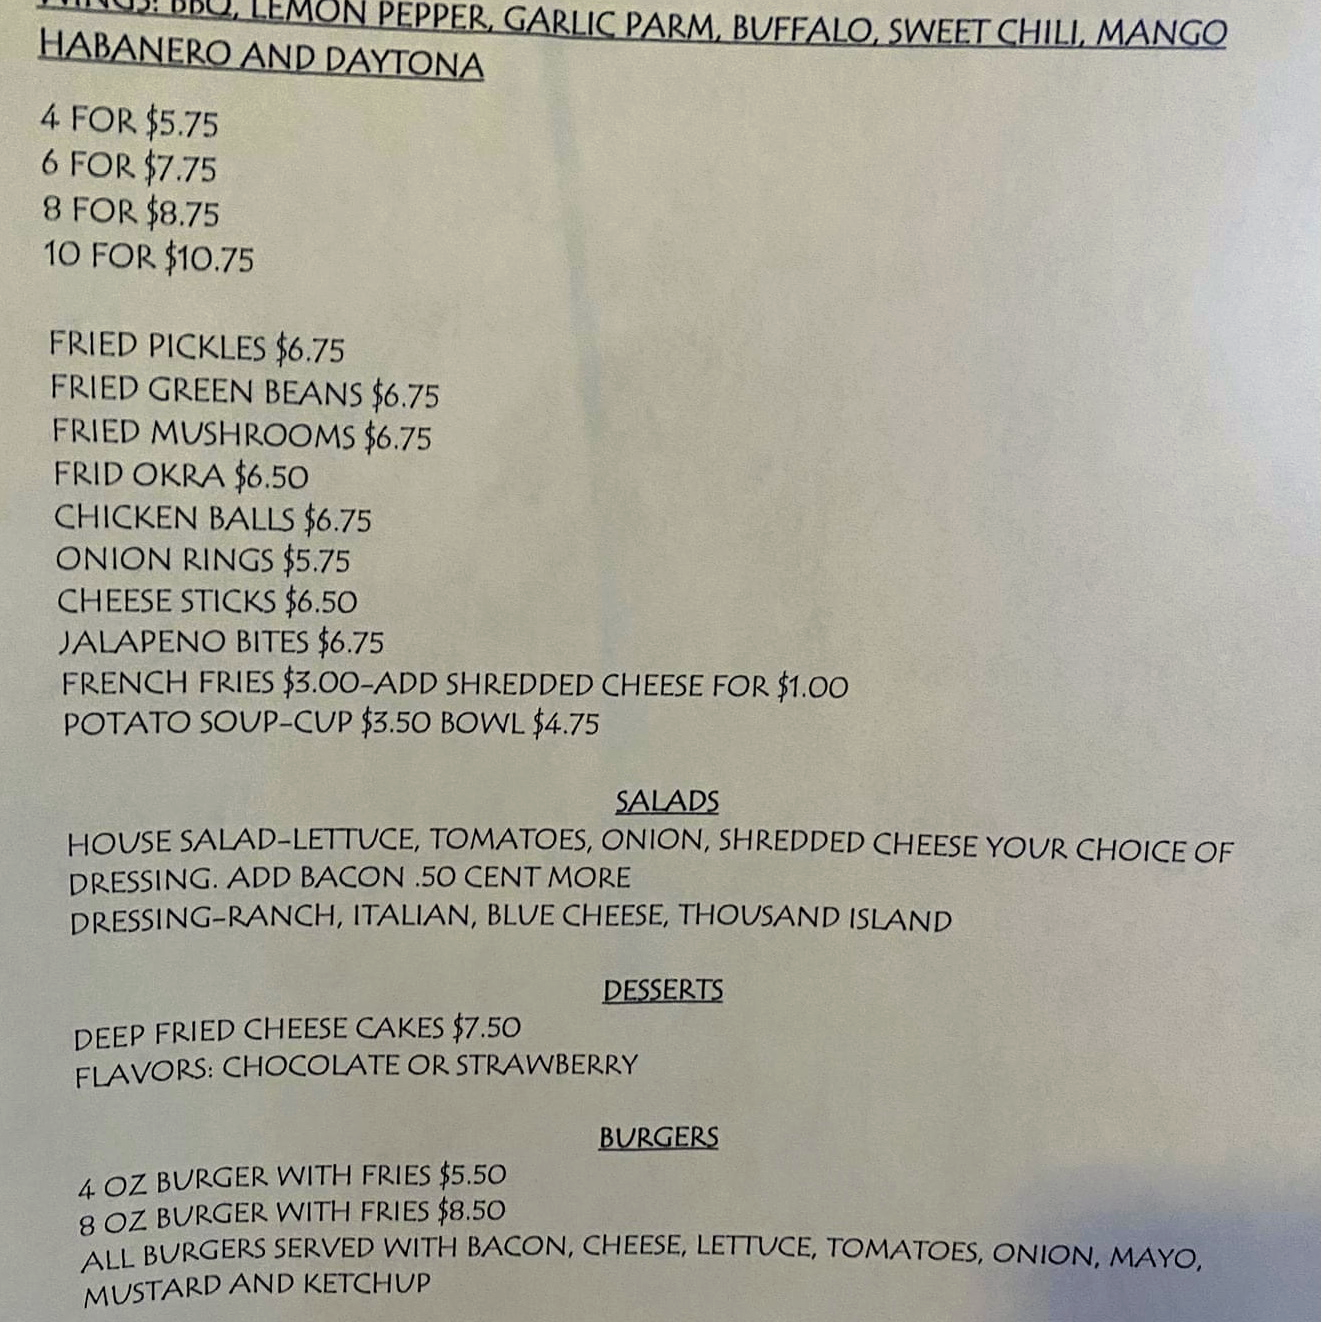 WINGS: BBQ, LEMON PEPPER, GARLIC PARM, BUFFALO, SWEET CHILI, MANGO
HABANERO AND DAYTONA
4 FOR $5.75
6 FOR $7.75
8 FOR $8.75
10 FOR $10.75
FRIED PICKLES $6.75
FRIED GREEN BEANS $6.75
FRIED MUSHROOMS $6.75
FRID OKRA $6.50
CHICKEN BALLS $6.75
ONION RINGS $5.75
CHEESE STICKS $6.50
JALAPENO BITES $6.75
FRENCH FRIES $3.00-ADD SHREDDED CHEESE FOR $1.00
POTATO SOUP-CUP $3.50 BOWL $4.75
SALADS
HOUSE SALAD-LETTUCE, TOMATOES, ONION, SHREDDED CHEESE YOUR CHOICE OF
DRESSING. ADD BACON .50 CENT MORE
DRESSING-RANCH, ITALIAN, BLUE CHEESE, THOUSAND ISLAND
DESSERTS
DEEP FRIED CHEESE CAKES $7.50
FLAVORS: CHOCOLATE OR STRAWBERRY
BURGERS
4 OZ BURGER WITH FRIES $5.50
8 OZ BURGER WITH FRIES $8.50
ALL BURGERS SERVED WITH BACON, CHEESE, LETTUCE, TOMATOES, ONION, MAYO,
MUSTARD AND KETCHUP